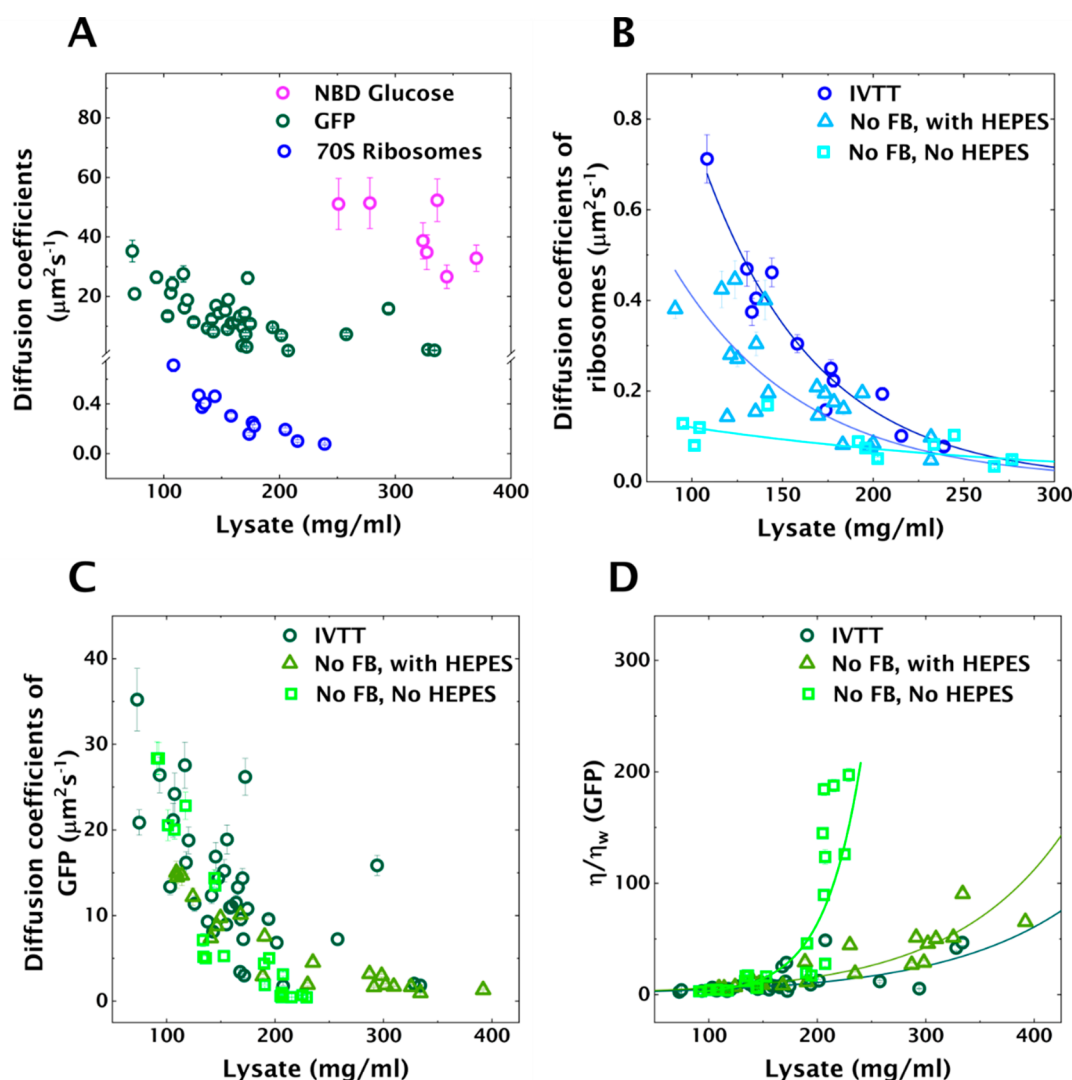 A
NBD Glucose
GFP
70S Ribosomes
Diffusion coefficients
(μm²s⁻¹)
80
60
40
20
0.4
0.0
100
200
300
400
Lysate (mg/ml)
B
IVTT
No FB, with HEPES
No FB, No HEPES
Diffusion coefficients of
ribosomes (μm²s⁻¹)
0.8
0.6
0.4
0.2
0.0
100
150
200
250
300
Lysate (mg/ml)
C
IVTT
No FB, with HEPES
No FB, No HEPES
Diffusion coefficients of
GFP (μm²s⁻¹)
40
30
20
10
0
100
200
300
400
Lysate (mg/ml)
D
IVTT
No FB, with HEPES
No FB, No HEPES
η/ηw (GFP)
300
200
100
0
100
200
300
400
Lysate (mg/ml)